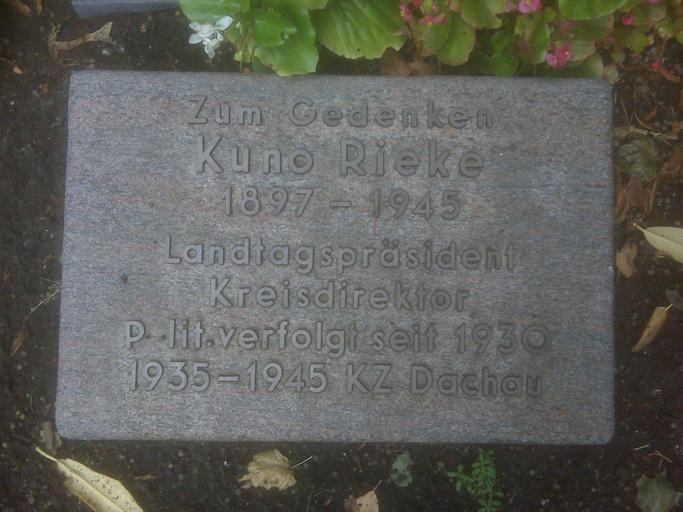 Zum Gedenken
Kuno Rieke
1897 - 1945
Landtagspräsident
Kreisdirektor
P lit. verfolgt seit 1930
1935 - 1945 KZ Dachau